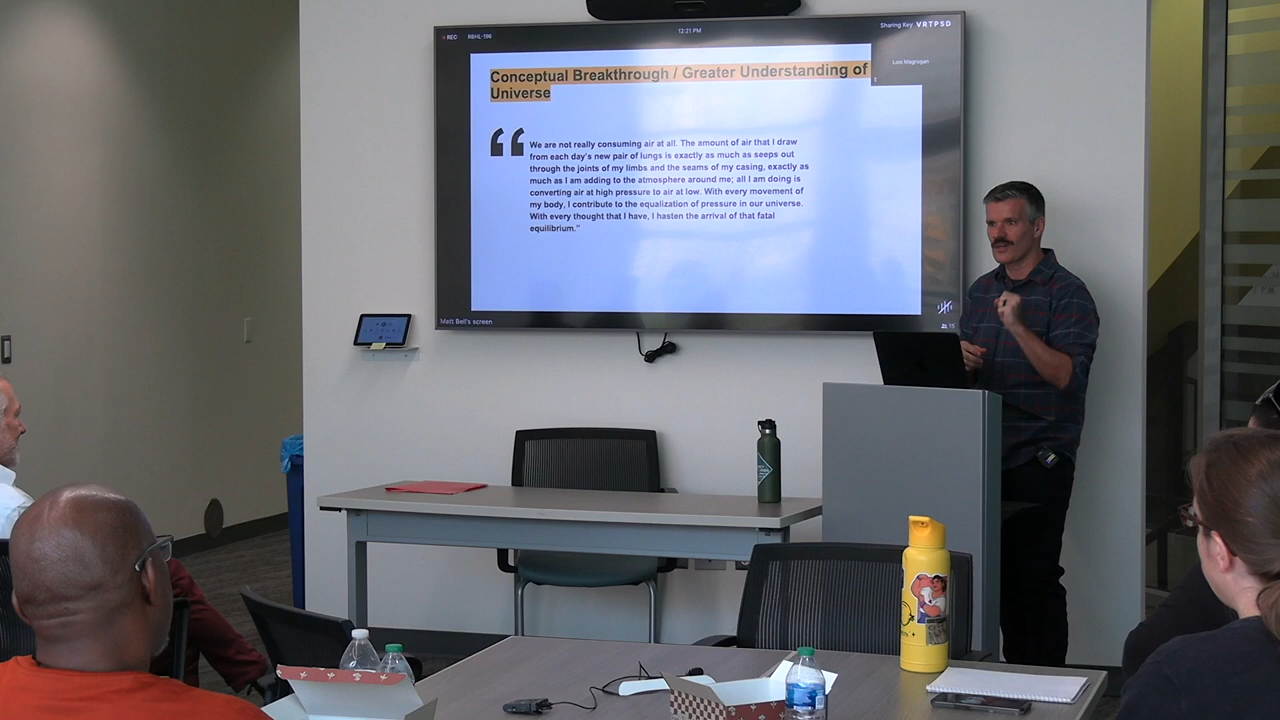 REC RBHL-196 12:21 PM Sharing Key VRTPSD
Lois Magrogan
Conceptual Breakthrough / Greater Understanding of
Universe
“ We are not really consuming air at all. The amount of air that I draw
from each day's new pair of lungs is exactly as much as seeps out
through the joints of my limbs and the seams of my casing, exactly as
much as I am adding to the atmosphere around me; all I am doing is
converting air at high pressure to air at low. With every movement of
my body, I contribute to the equalization of pressure in our universe.
With every thought that I have, I hasten the arrival of that fatal
equilibrium.”
Matt Bell's screen
15